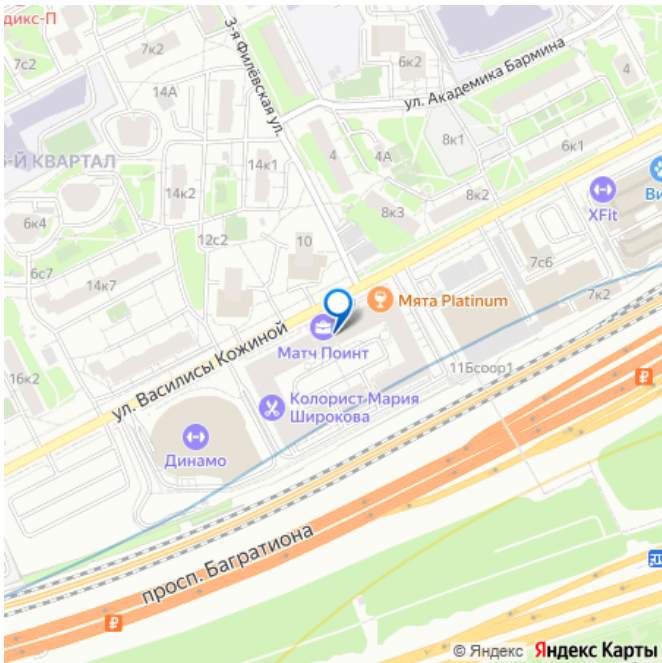 дикс-П
7к2
7с2
14А
3-я Филёвская ул.
6к2
4
ул. Академика Бармина
4
4А
8к1
6к1
-Й КВАРТАЛ
14к1
14к2
8к2
XFit
Ви
6к4
8к3
12с2
10
7с6
6с7
14к7
7к2
Мята Platinum
Матч Поинт
ул. Василисы Кожиной
11Бсоор1
16к2
Колорист Мария
Широкова
Динамо
просп. Багратиона
© Яндекс Яндекс Карты